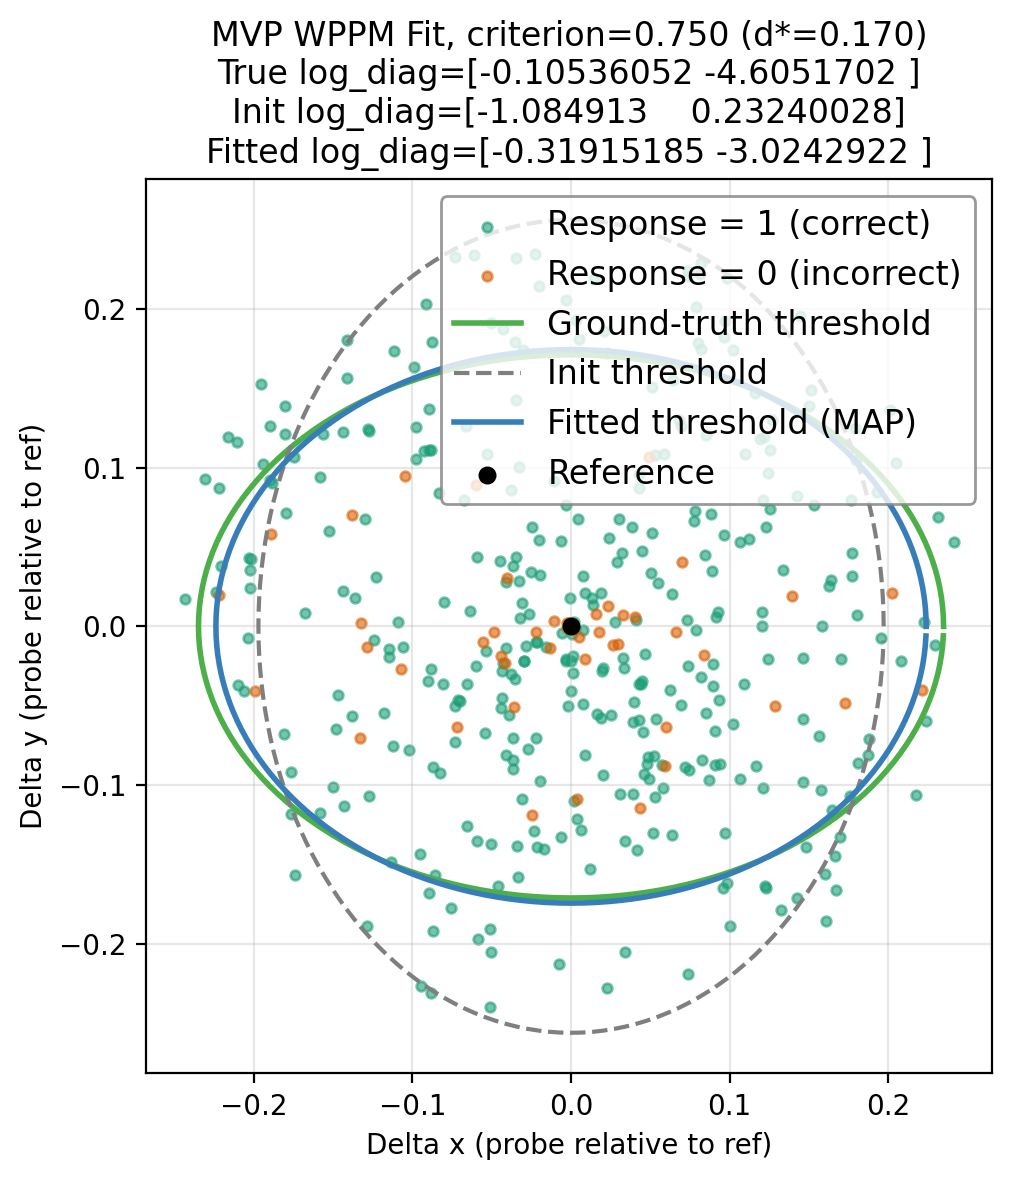 MVP WPPM Fit, criterion=0.750 (d*=0.170)
True log_diag=[-0.10536052 -4.6051702 ]
Init log_diag=[-1.084913    0.23240028]
Fitted log_diag=[-0.31915185 -3.0242922 ]
Response = 1 (correct)
Response = 0 (incorrect)
Ground-truth threshold
Init threshold
Fitted threshold (MAP)
Reference
0.2
0.1
0.0
−0.1
−0.2
Delta y (probe relative to ref)
−0.2
−0.1
0.0
0.1
0.2
Delta x (probe relative to ref)